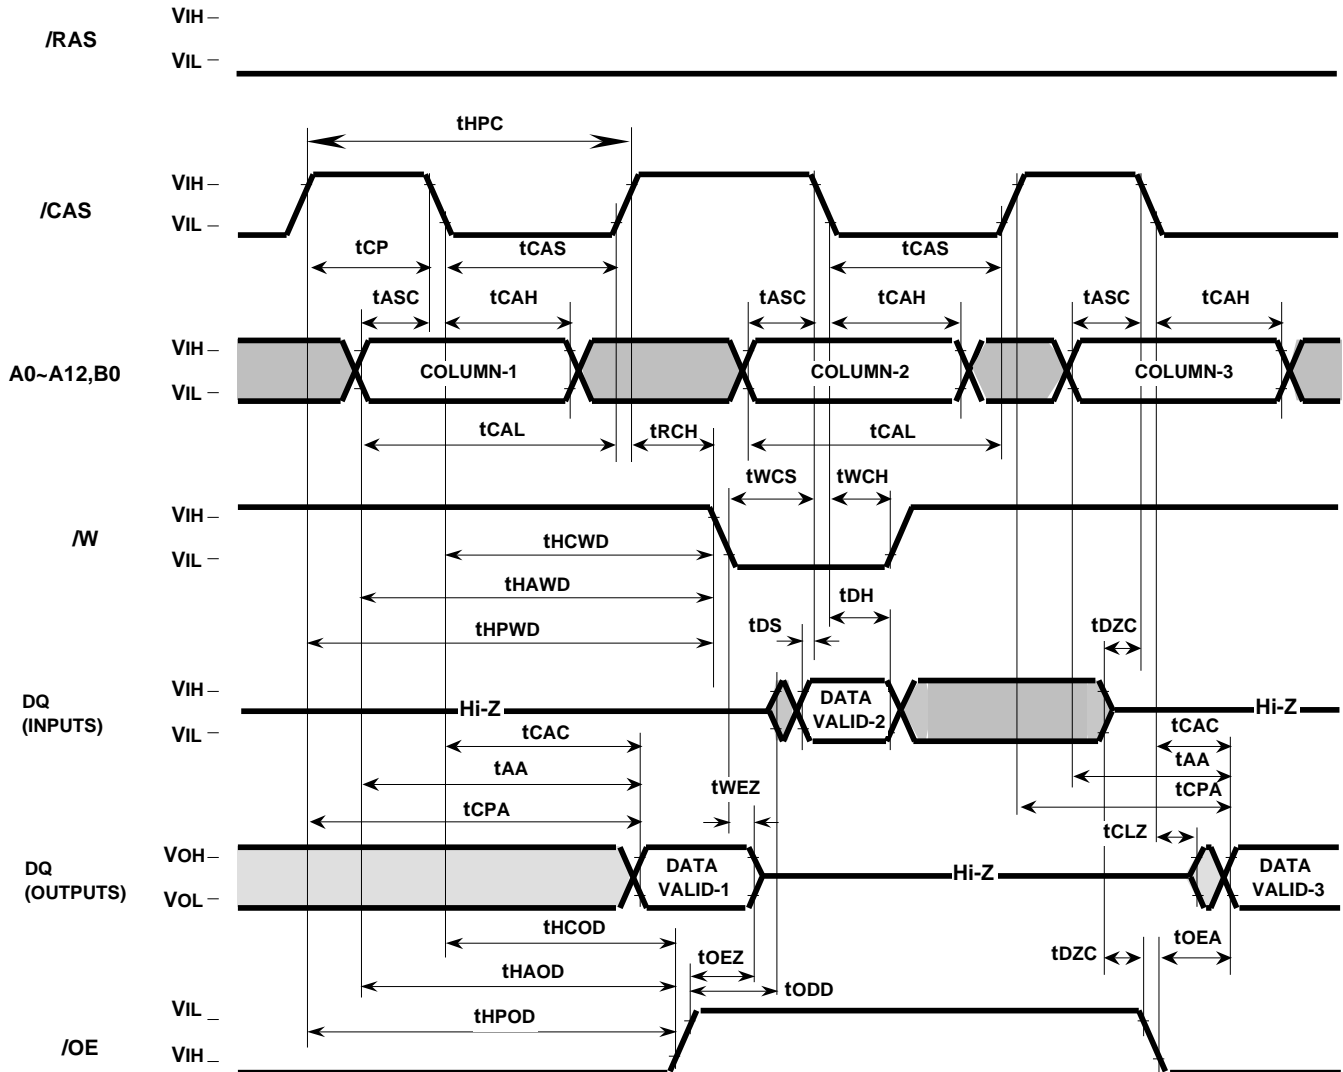 VIH
/RAS
VIL
tHPC
VIH
/CAS
VIL
tCP
tCAS
tCAS
tASC
tCAH
tASC
tCAH
tASC
tCAH
VIH
A0~A12,B0
VIL
COLUMN-1
COLUMN-2
COLUMN-3
tCAL
tRCH
tCAL
tWCS
tWCH
VIH
/W
VIL
tHCWD
tHAWD
tDH
tHPWD
tDS
tDZC
VIH
DQ
(INPUTS)
VIL
Hi-Z
DATA
VALID-2
Hi-Z
tCAC
tCAC
tAA
tAA
tWEZ
tCPA
tCPA
tCLZ
VOH
DQ
(OUTPUTS)
VOL
DATA
VALID-1
Hi-Z
DATA
VALID-3
tHCOD
tOEZ
tDZC
tOEA
tHAOD
tODD
VIL
tHPOD
/OE
VIH